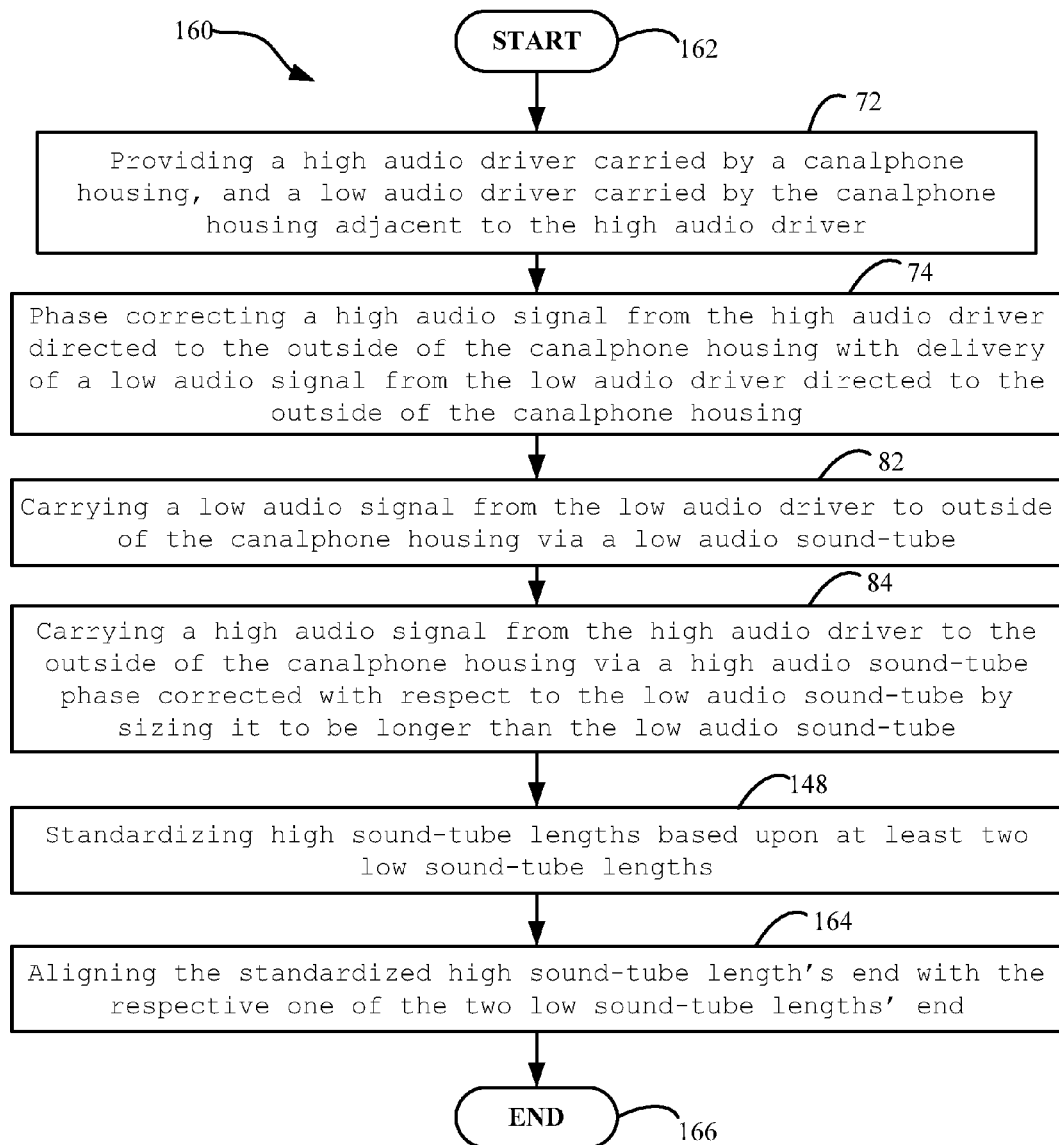 160
START
162
72
Providing a high audio driver carried by a canalphone
housing, and a low audio driver carried by the canalphone
housing adjacent to the high audio driver
74
Phase correcting a high audio signal from the high audio driver
directed to the outside of the canalphone housing with delivery
of a low audio signal from the low audio driver directed to the
outside of the canalphone housing
82
Carrying a low audio signal from the low audio driver to outside
of the canalphone housing via a low audio sound-tube
84
Carrying a high audio signal from the high audio driver to the
outside of the canalphone housing via a high audio sound-tube
phase corrected with respect to the low audio sound-tube by
sizing it to be longer than the low audio sound-tube
148
Standardizing high sound-tube lengths based upon at least two
low sound-tube lengths
164
Aligning the standardized high sound-tube length's end with the
respective one of the two low sound-tube lengths' end
END
166